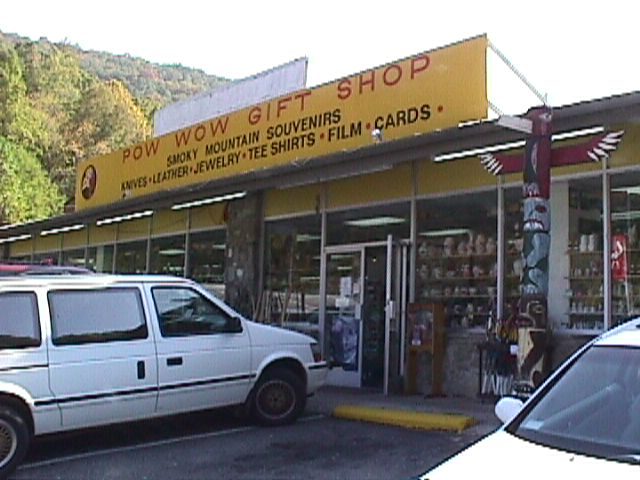 POW WOW GIFT SHOP
SMOKY MOUNTAIN SOUVENIRS
KNIVES • LEATHER • JEWELRY • TEE SHIRTS • FILM • CARDS •